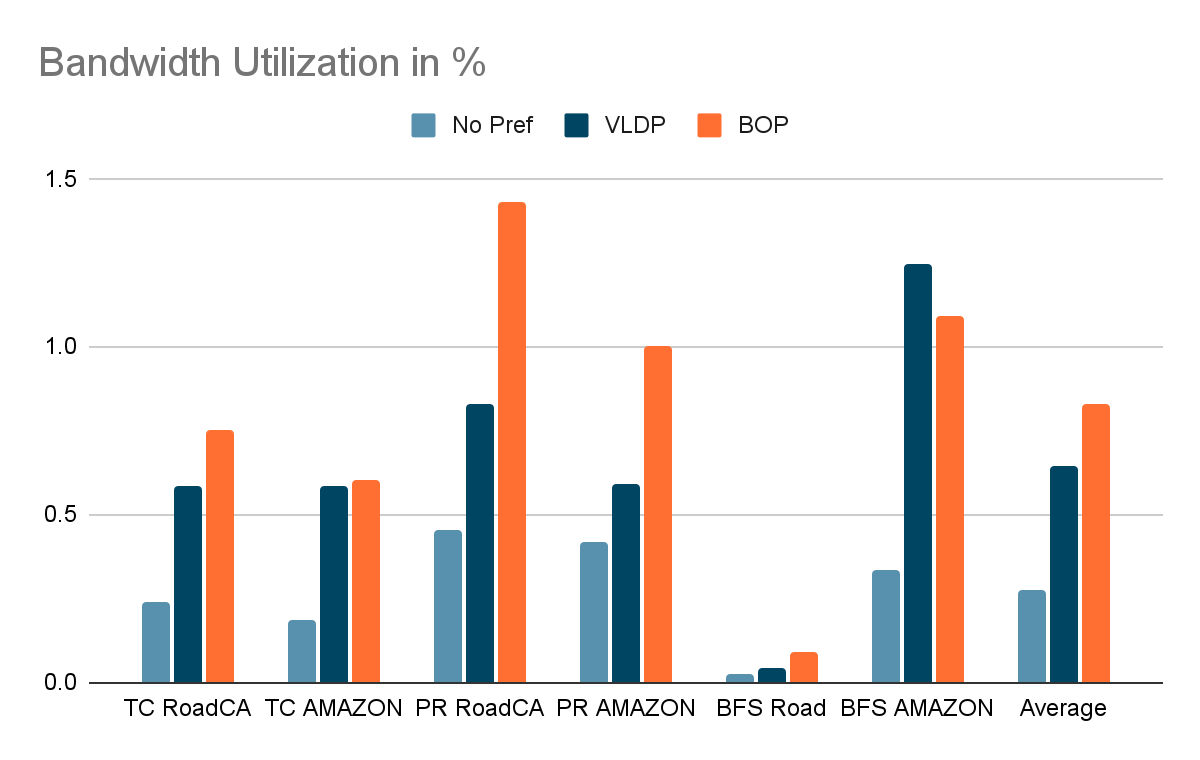 Bandwidth Utilization in %
No Pref VLDP BOP
1.5
1.0
0.5
0.0
TC RoadCA TC AMAZON PR RoadCA PR AMAZON BFS Road BFS AMAZON Average